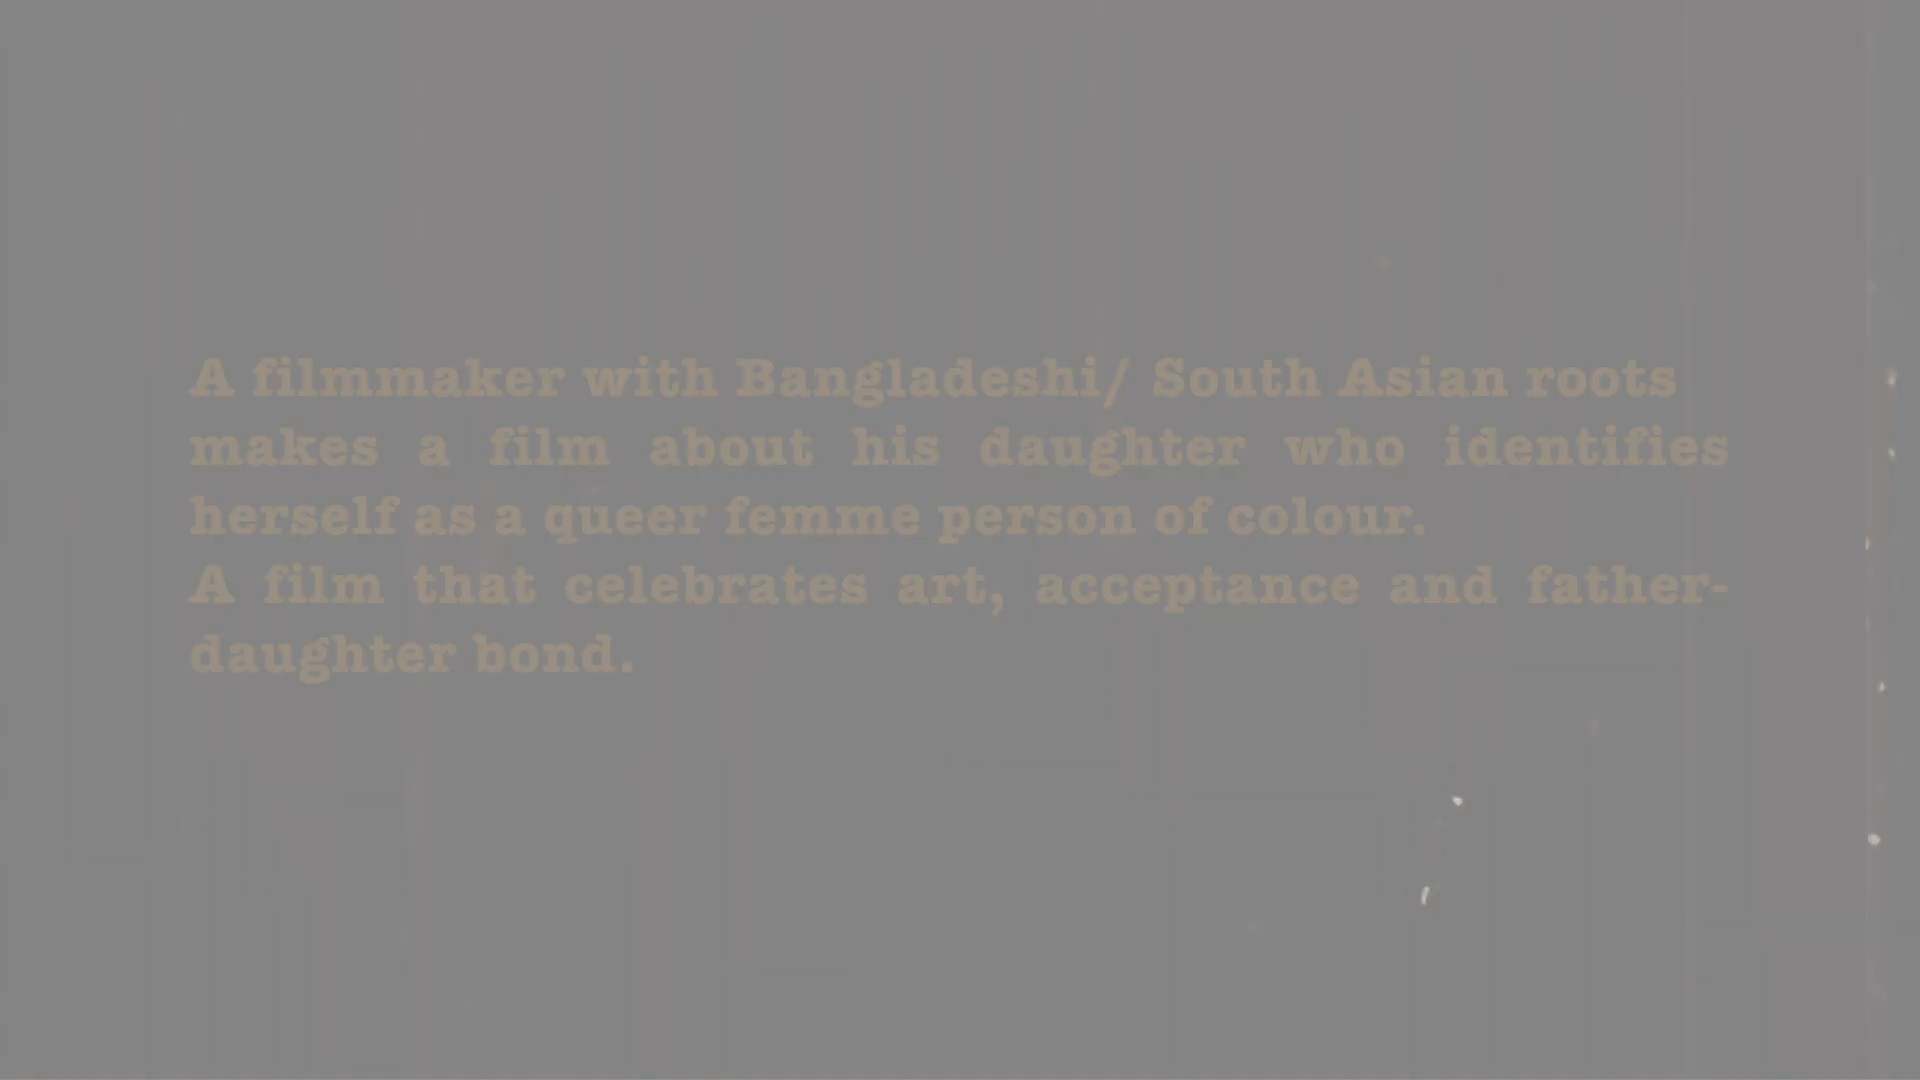 A filmmaker with Bangladeshi/ South Asian roots
makes a film about his daughter who identifies
herself as a queer femme person of colour.
A film that celebrates art, acceptance and father-
daughter bond.